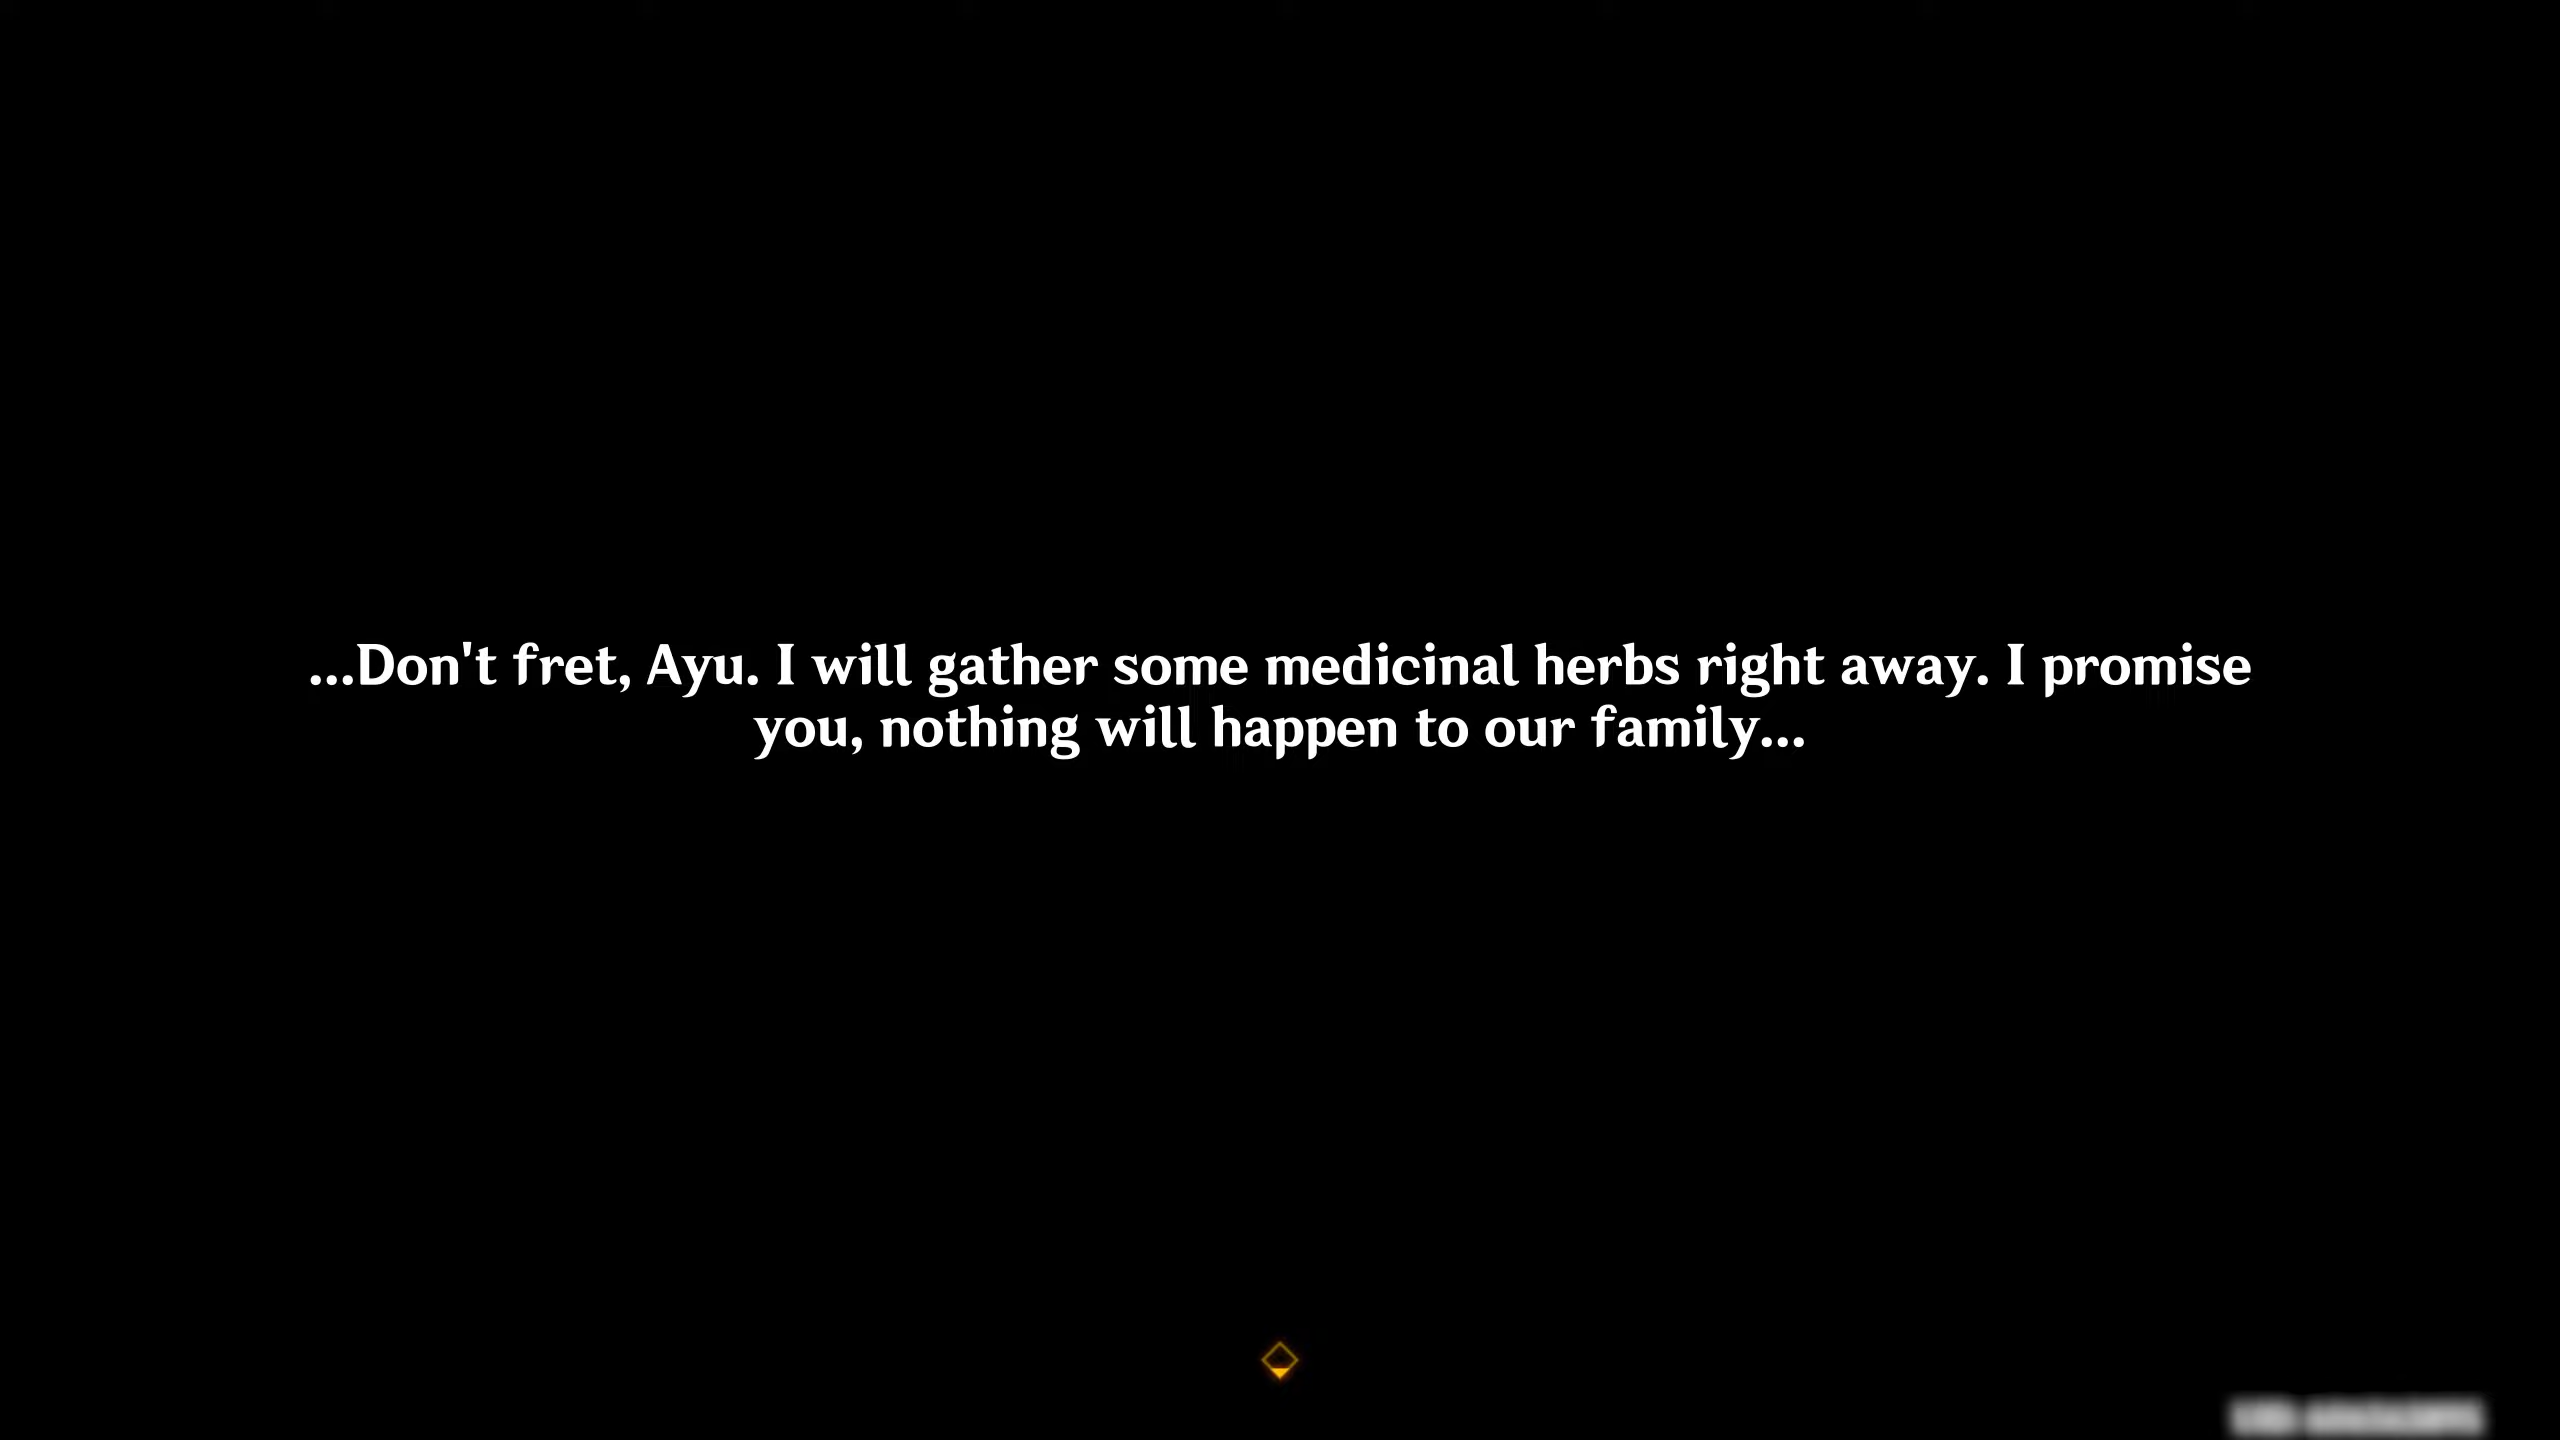 ...Don't fret, Ayu. I will gather some medicinal herbs right away. I promise
you, nothing will happen to our family...